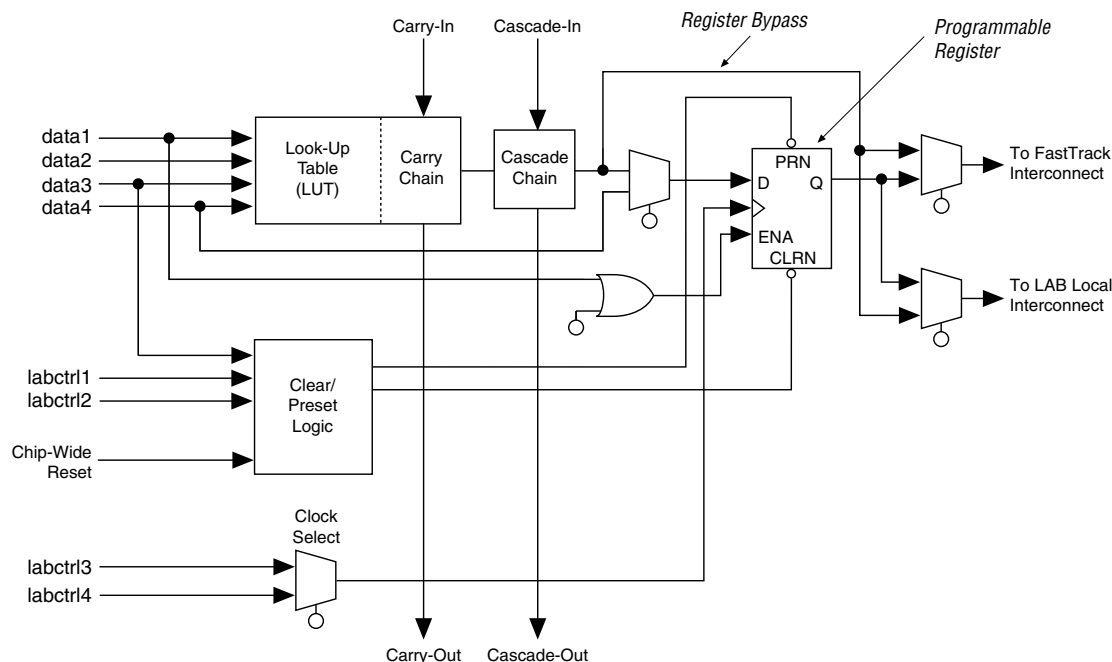 Carry-In
Cascade-In
Register Bypass
Programmable
Register
data1
data2
data3
data4
Look-Up
Table
(LUT)
Carry
Chain
Cascade
Chain
PRN
D
Q
ENA
CLRN
To FastTrack
Interconnect
To LAB Local
Interconnect
labctrl1
labctrl2
Clear/
Preset
Logic
Chip-Wide
Reset
Clock
Select
labctrl3
labctrl4
Carry-Out
Cascade-Out